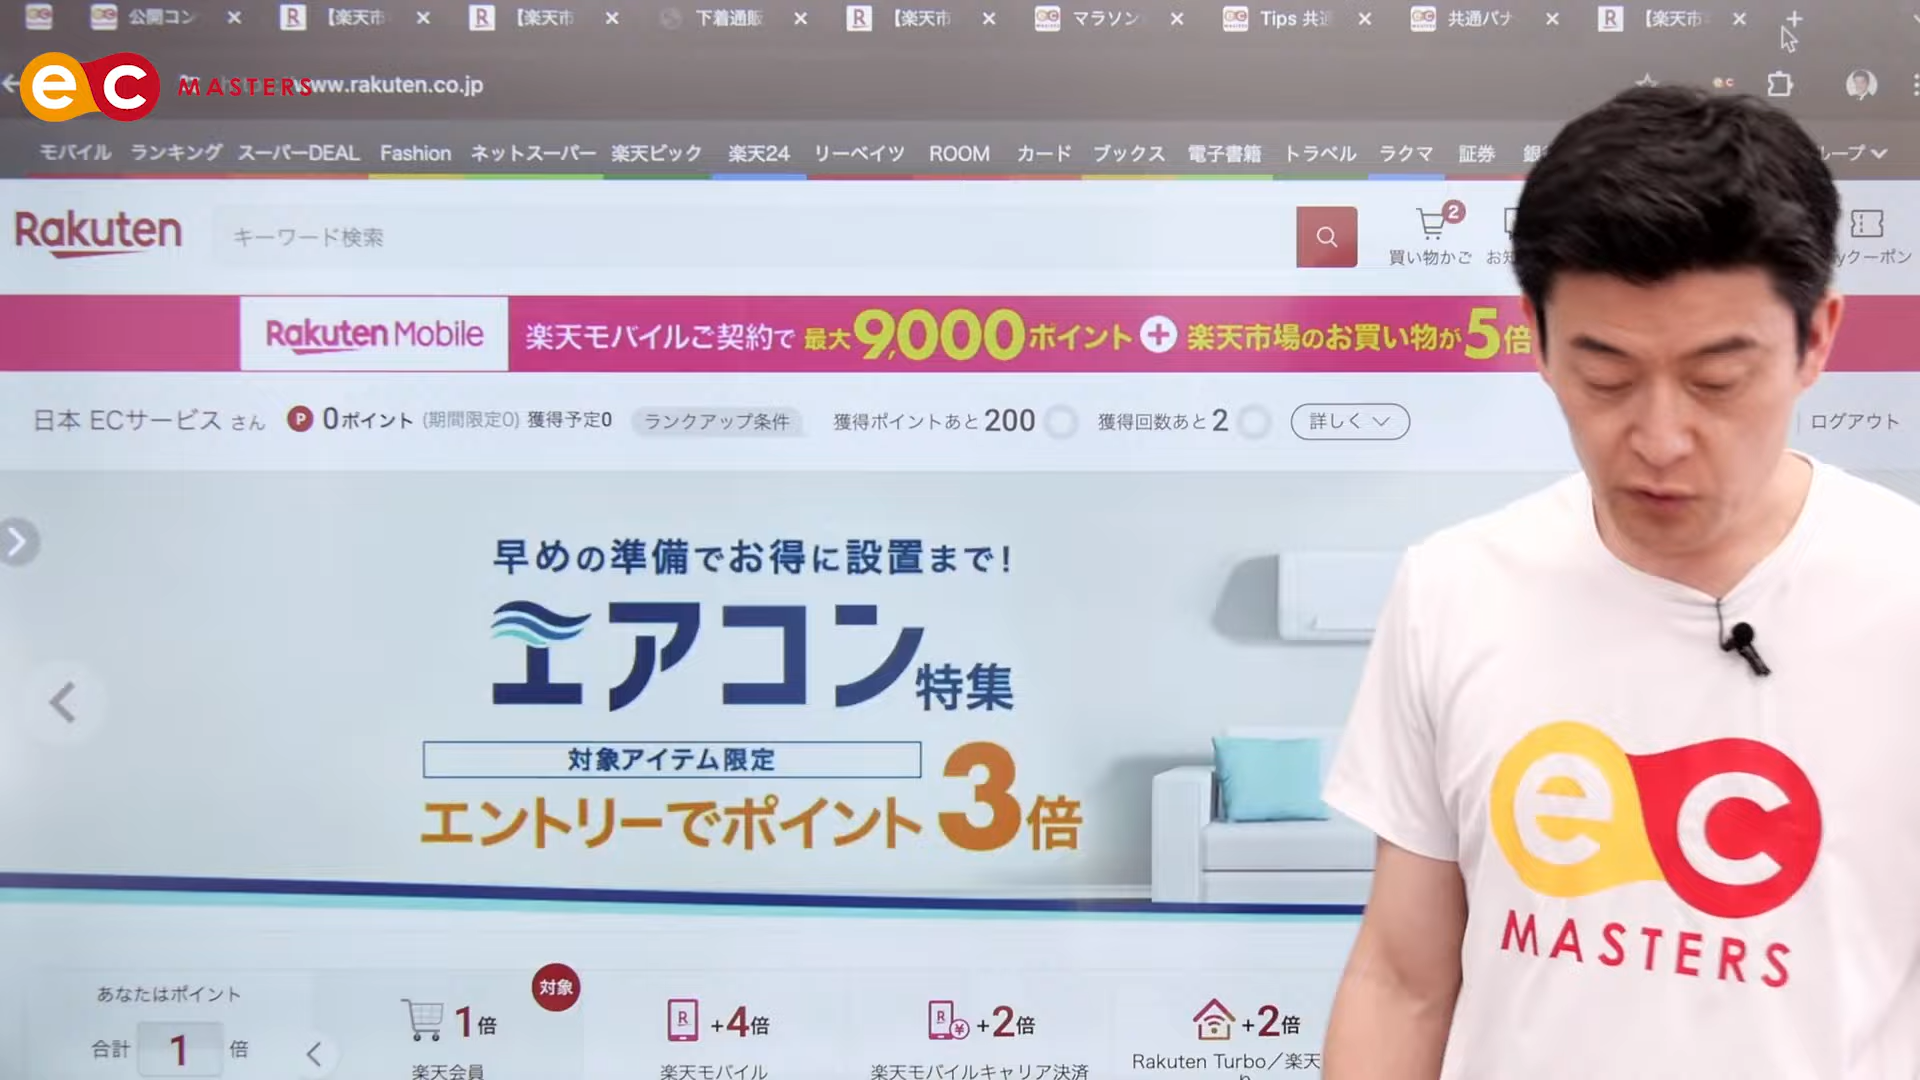 公開コン
【楽天市
【楽天市
下着通販
【楽天市
マラソン
Tips 共通
共通バナ
【楽天市
ec MASTERS
www.rakuten.co.jp
モバイル ランキング スーパーDEAL Fashion ネットスーパー 楽天ビック 楽天24 リーベイツ ROOM カード ブックス 電子書籍 トラベル ラクマ 証券 銀
ループ
Rakuten
キーワード検索
2
買い物かご
お知
クーポン
Rakuten Mobile
楽天モバイルご契約で 最大9,000ポイント + 楽天市場のお買い物が5倍
日本 ECサービス さん
P 0ポイント (期間限定0) 獲得予定0
ランクアップ条件
獲得ポイントあと 200
獲得回数あと 2
詳しく
ログアウト
早めの準備でお得に設置まで!
エアコン特集
対象アイテム限定
エントリーでポイント3倍
あなたはポイント
合計 1 倍
対象
1倍
楽天会員
+4倍
楽天モバイル
+2倍
楽天モバイルキャリア決済
+2倍
Rakuten Turbo／楽天
ec
MASTERS